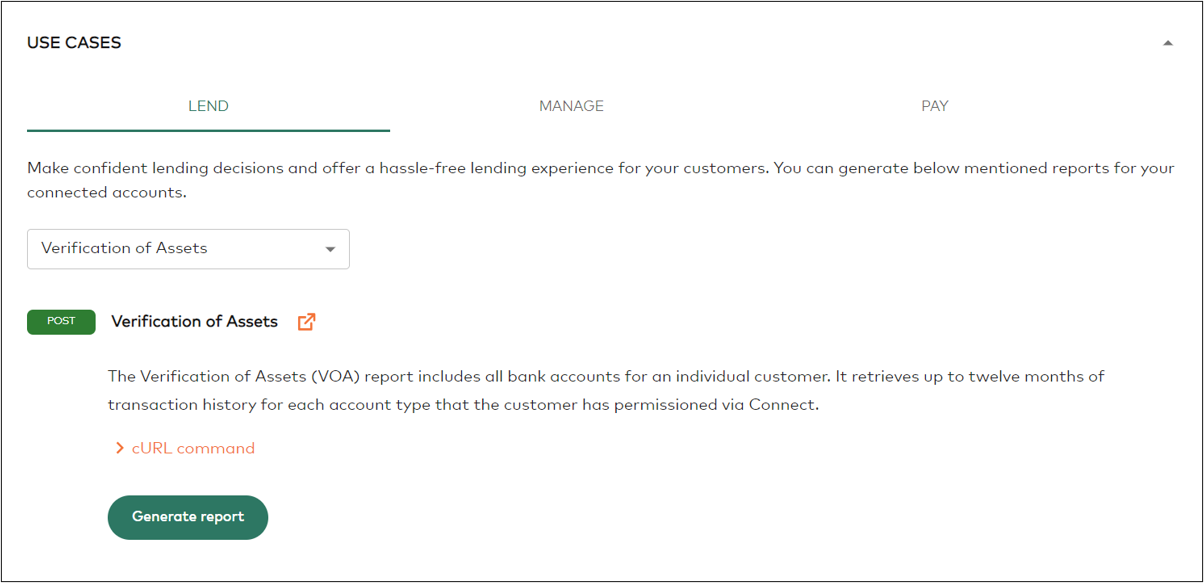 USE CASES
LEND
MANAGE
PAY
Make confident lending decisions and offer a hassle-free lending experience for your customers. You can generate below mentioned reports for your
connected accounts.
Verification of Assets
POST
Verification of Assets
The Verification of Assets (VOA) report includes all bank accounts for an individual customer. It retrieves up to twelve months of
transaction history for each account type that the customer has permissioned via Connect.
cURL command
Generate report